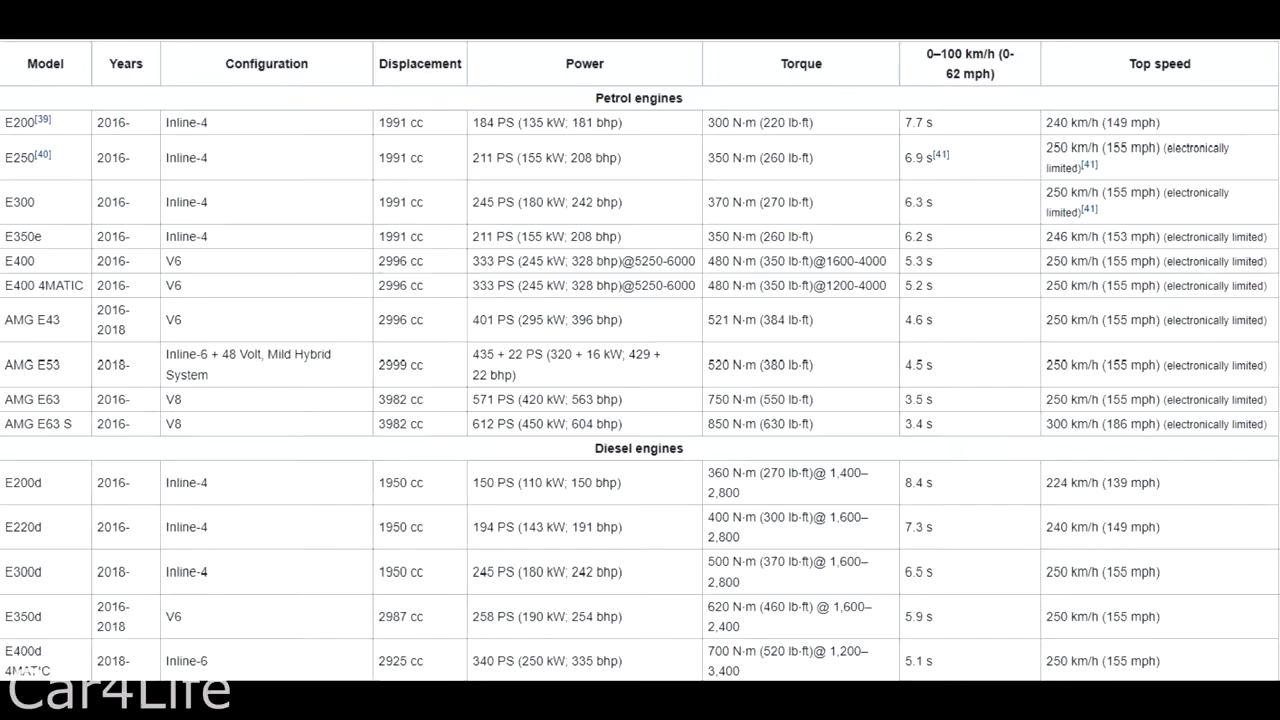 Model Years Configuration Displacement Power Torque 0–100 km/h (0-
62 mph) Top speed
Petrol engines
E200[39] 2016- Inline-4 1991 cc 184 PS (135 kW; 181 bhp) 300 N·m (220 lb·ft) 7.7 s 240 km/h (149 mph)
E250[40] 2016- Inline-4 1991 cc 211 PS (155 kW; 208 bhp) 350 N·m (260 lb·ft) 6.9 s[41] 250 km/h (155 mph) (electronically
limited)[41]
E300 2016- Inline-4 1991 cc 245 PS (180 kW; 242 bhp) 370 N·m (270 lb·ft) 6.3 s 250 km/h (155 mph) (electronically
limited)[41]
E350e 2016- Inline-4 1991 cc 211 PS (155 kW; 208 bhp) 350 N·m (260 lb·ft) 6.2 s 246 km/h (153 mph) (electronically limited)
E400 2016- V6 2996 cc 333 PS (245 kW; 328 bhp)@5250-6000 480 N·m (350 lb·ft)@1600-4000 5.3 s 250 km/h (155 mph) (electronically limited)
E400 4MATIC 2016- V6 2996 cc 333 PS (245 kW; 328 bhp)@5250-6000 480 N·m (350 lb·ft)@1200-4000 5.2 s 250 km/h (155 mph) (electronically limited)
AMG E43 2016-
2018 V6 2996 cc 401 PS (295 kW; 396 bhp) 521 N·m (384 lb·ft) 4.6 s 250 km/h (155 mph) (electronically limited)
AMG E53 2018- Inline-6 + 48 Volt, Mild Hybrid
System 2999 cc 435 + 22 PS (320 + 16 kW; 429 +
22 bhp) 520 N·m (380 lb·ft) 4.5 s 250 km/h (155 mph) (electronically limited)
AMG E63 2016- V8 3982 cc 571 PS (420 kW; 563 bhp) 750 N·m (550 lb·ft) 3.5 s 250 km/h (155 mph) (electronically limited)
AMG E63 S 2016- V8 3982 cc 612 PS (450 kW; 604 bhp) 850 N·m (630 lb·ft) 3.4 s 300 km/h (186 mph) (electronically limited)
Diesel engines
E200d 2016- Inline-4 1950 cc 150 PS (110 kW; 150 bhp) 360 N·m (270 lb·ft)@ 1,400–
2,800 8.4 s 224 km/h (139 mph)
E220d 2016- Inline-4 1950 cc 194 PS (143 kW; 191 bhp) 400 N·m (300 lb·ft)@ 1,600–
2,800 7.3 s 240 km/h (149 mph)
E300d 2018- Inline-4 1950 cc 245 PS (180 kW; 242 bhp) 500 N·m (370 lb·ft)@ 1,600–
2,800 6.5 s 250 km/h (155 mph)
E350d 2016-
2018 V6 2987 cc 258 PS (190 kW; 254 bhp) 620 N·m (460 lb·ft) @ 1,600–
2,400 5.9 s 250 km/h (155 mph)
E400d
4MATIC 2018- Inline-6 2925 cc 340 PS (250 kW; 335 bhp) 700 N·m (520 lb·ft)@ 1,200–
3,400 5.1 s 250 km/h (155 mph)
Car4Life